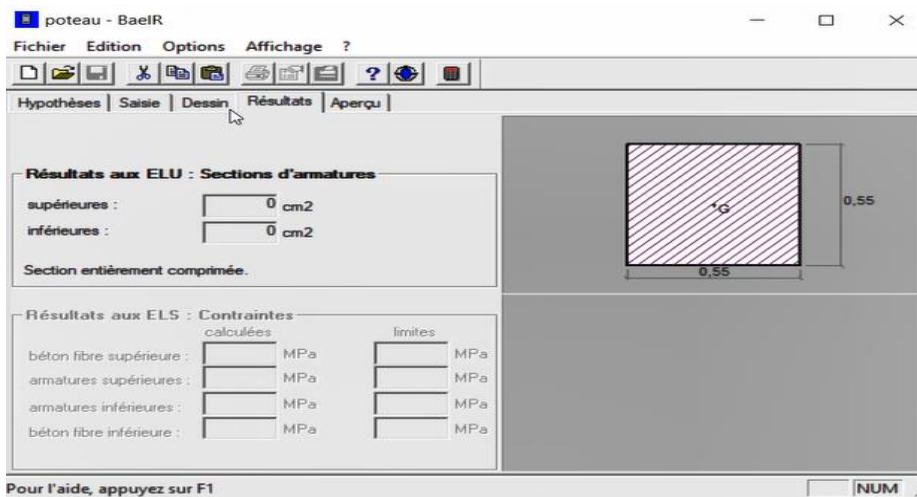 poteau - BaelR
Fichier Edition Options Affichage ?
Hypothèses Saisie Dessin Résultats Aperçu
Résultats aux ELU : Sections d'armatures
supérieures : 0 cm2
inférieures : 0 cm2
Section entièrement comprimée.
Résultats aux ELS : Contraintes
calculées limites
béton fibre supérieure : MPa MPa
armatures supérieures : MPa MPa
armatures inférieures : MPa MPa
béton fibre inférieure : MPa MPa
G
0,55
0,55
Pour l'aide, appuyez sur F1
NUM